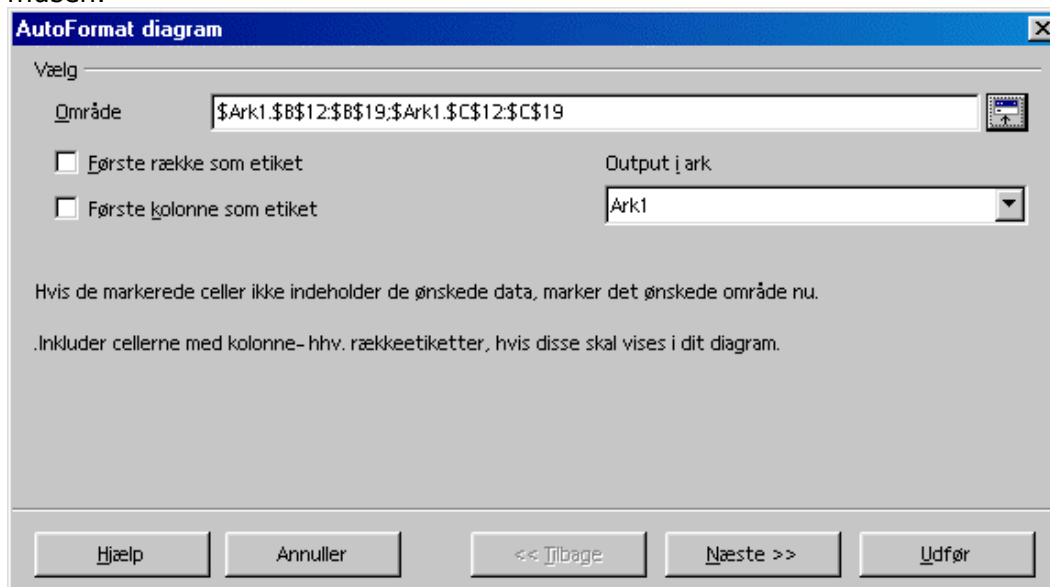 AutoFormat diagram
Vælg
Område $Ark1.$B$12:$B$19;$Ark1.$C$12:$C$19
Første række som etiket
Output i ark
Første kolonne som etiket
Ark1
Hvis de markerede celler ikke indeholder de ønskede data, marker det ønskede område nu.
.Inkluder cellerne med kolonne- hhv. rækkeetiketter, hvis disse skal vises i dit diagram.
Hjælp Annuller << Tilbage Næste >> Udfør